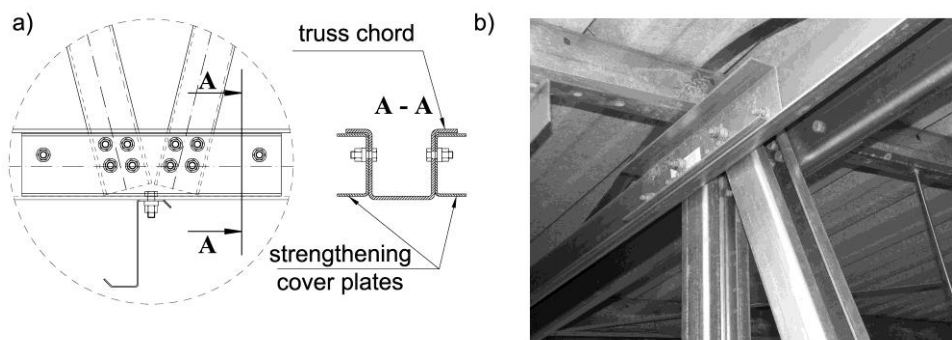 a)
truss chord
b)
A
A - A
A
strengthening
cover plates